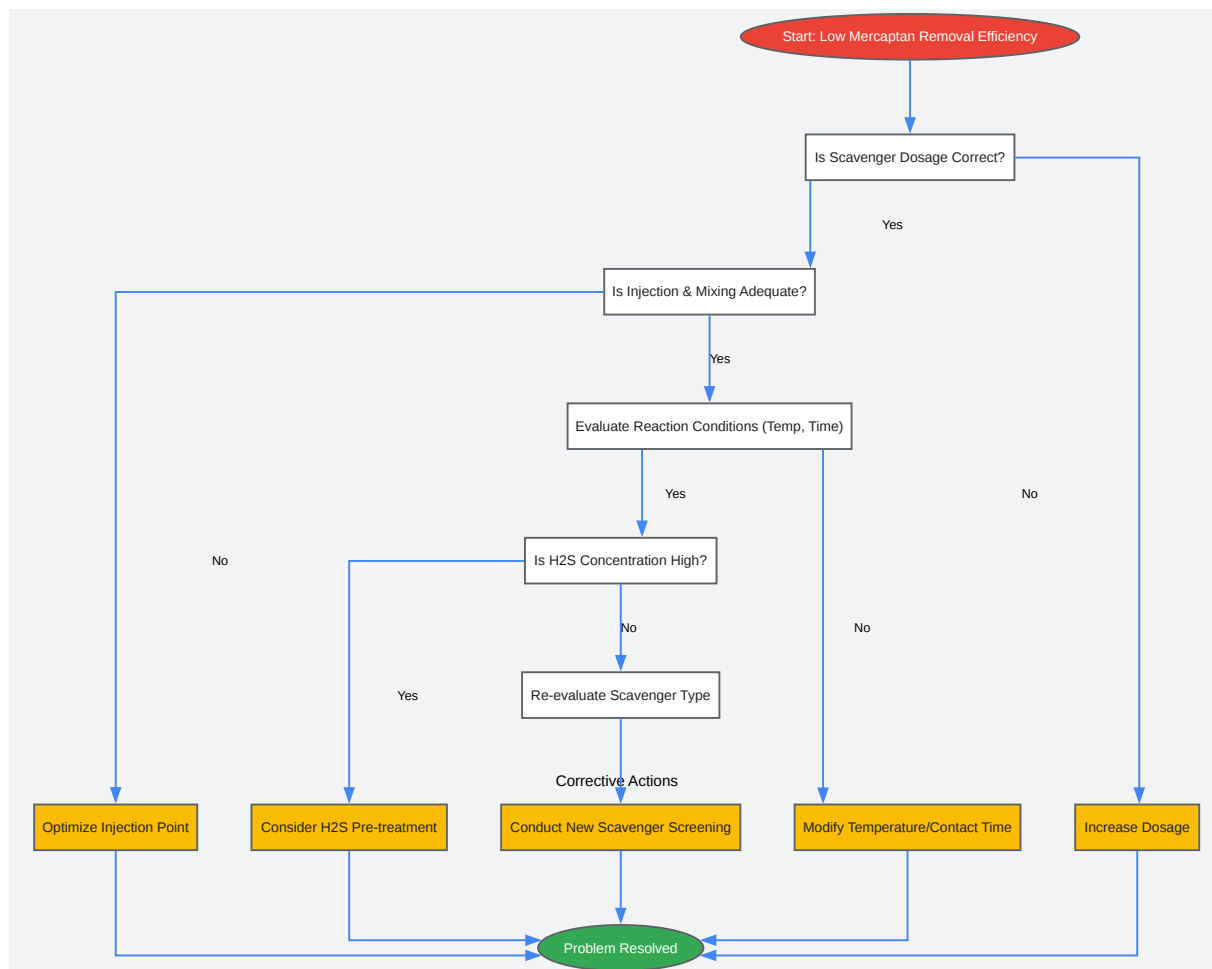 Start: Low Mercaptan Removal Efficiency
Is Scavenger Dosage Correct?
Yes
Is Injection & Mixing Adequate?
Yes
Evaluate Reaction Conditions (Temp, Time)
Yes
No
Is H2S Concentration High?
No
No
No
Re-evaluate Scavenger Type
Yes
Corrective Actions
Optimize Injection Point
Consider H2S Pre-treatment
Conduct New Scavenger Screening
Modify Temperature/Contact Time
Increase Dosage
Problem Resolved